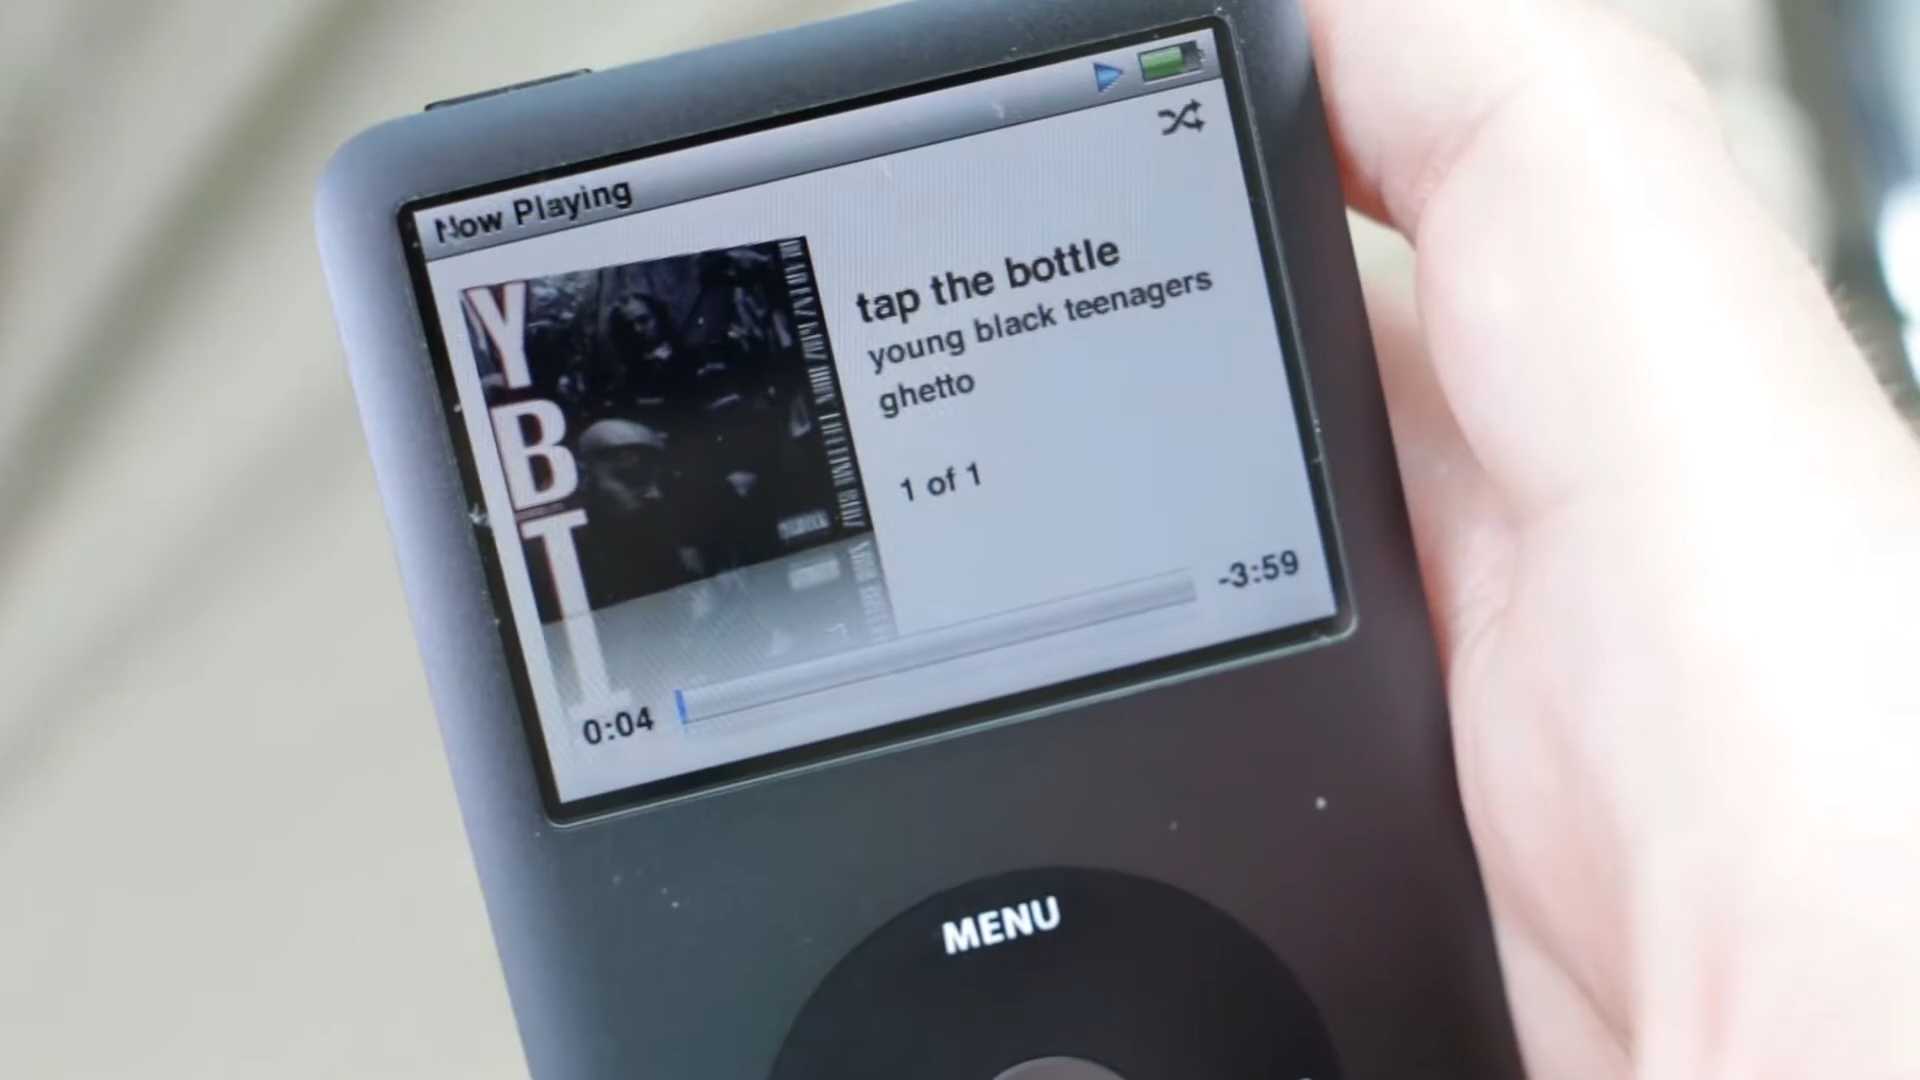 Now Playing
YBT
tap the bottle
young black teenagers
ghetto
1 of 1
0:04
-3:59
MENU